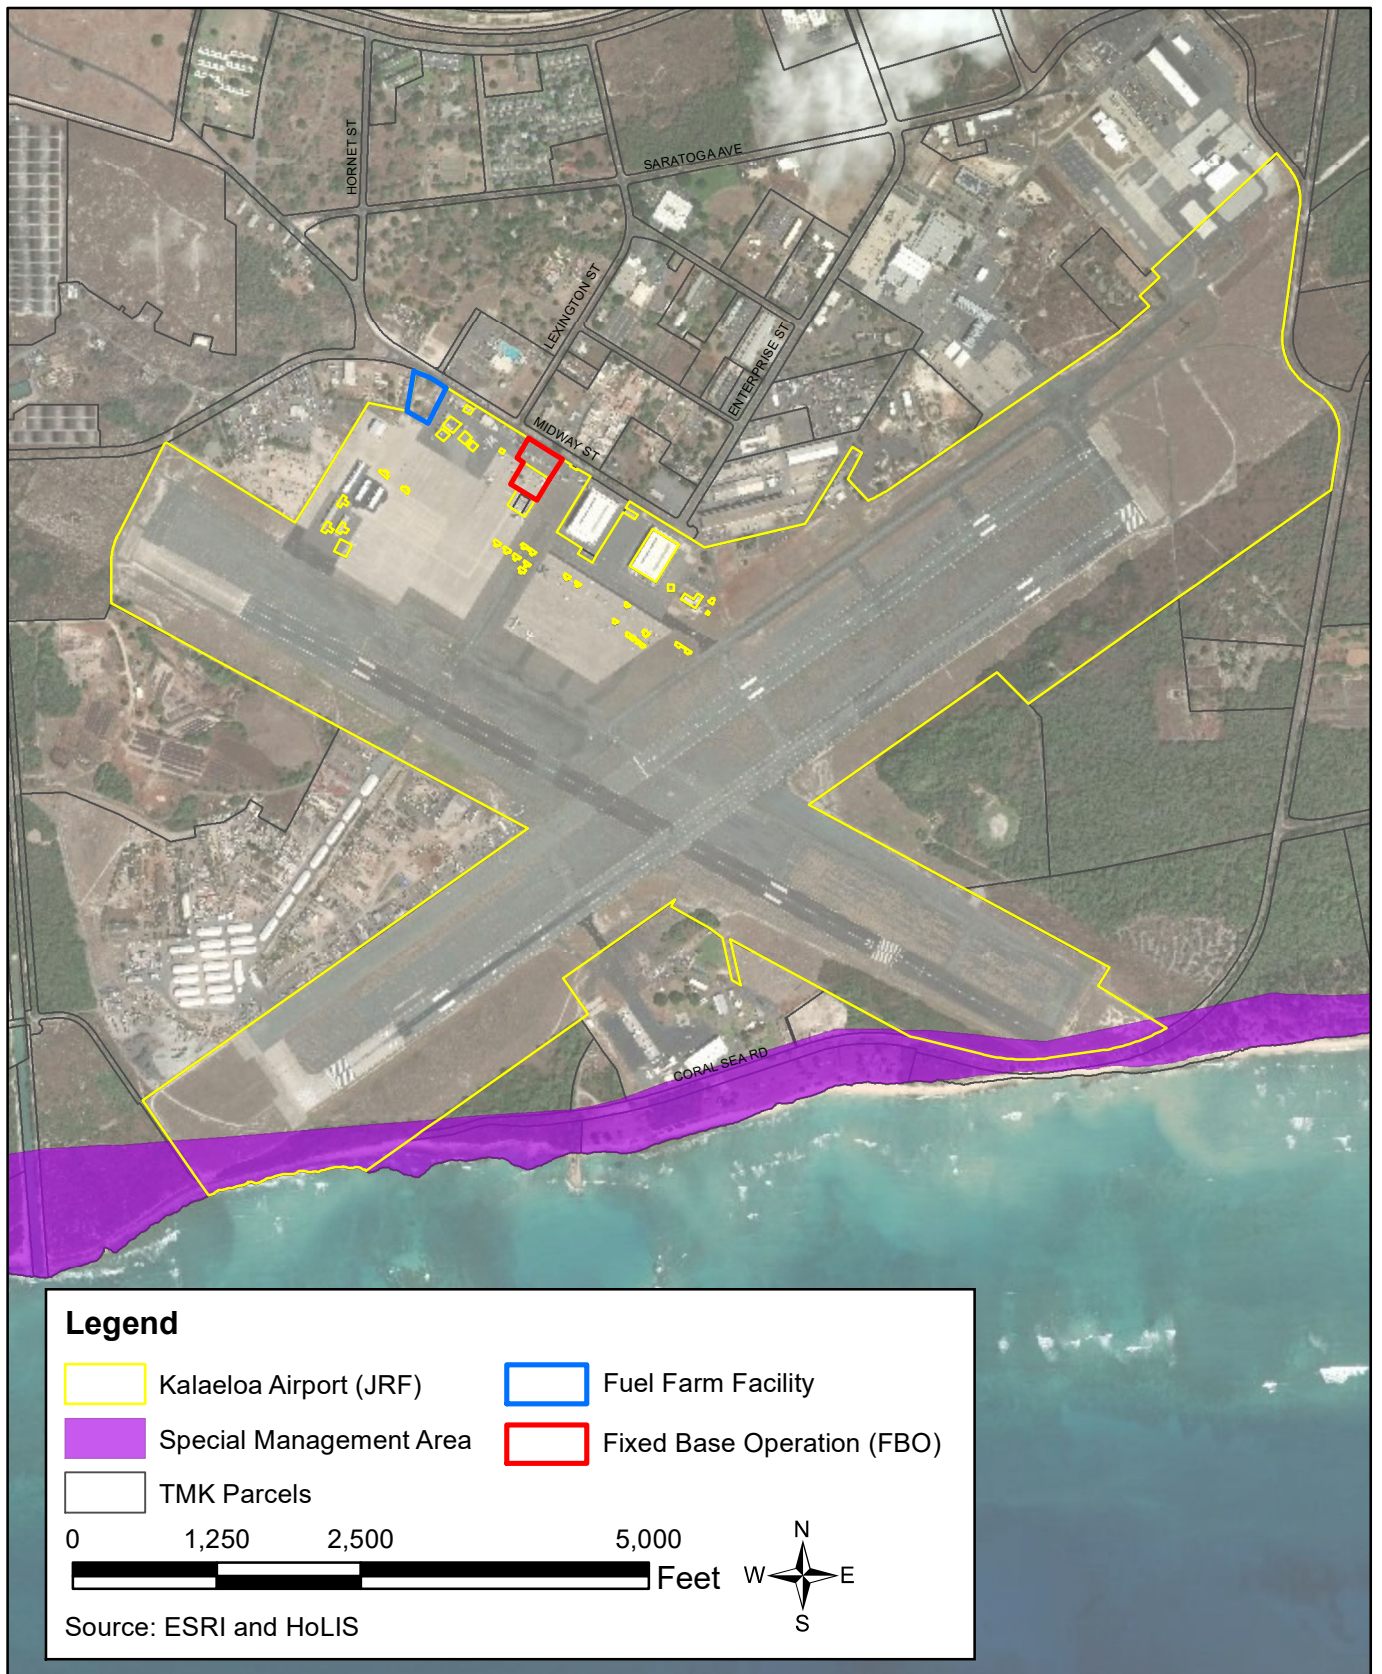 SARATOGA AVE
HORNET ST
LEXINGTON ST
ENTERPRISE ST
MIDWAY ST
CORAL SEA RD
Legend
Kalaeloa Airport (JRF)
Fuel Farm Facility
Special Management Area
Fixed Base Operation (FBO)
TMK Parcels
0 1,250 2,500 5,000
Feet
N
W E
S
Source: ESRI and HoLIS